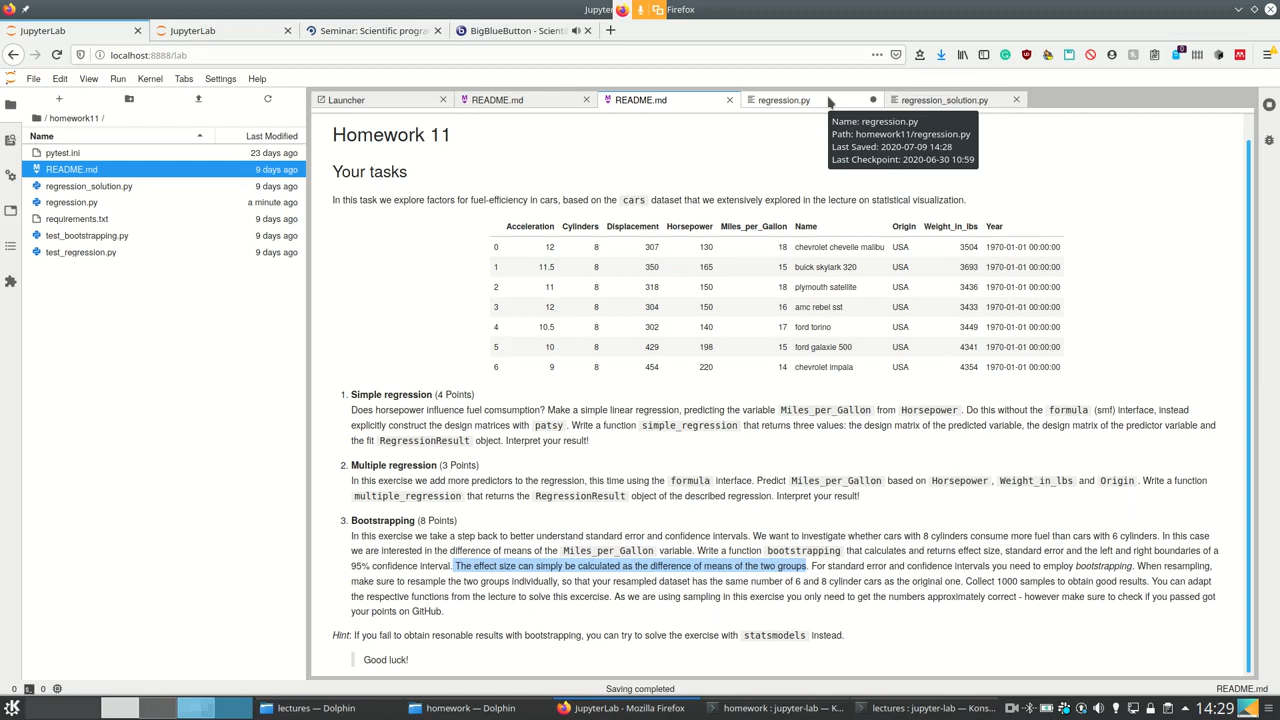 Jupyte
Firefox
JupyterLab
JupyterLab
Seminar: Scientific progra
BigBlueButton - Scienti
localhost:8888/lab
File Edit View Run Kernel Tabs Settings Help
Launcher
README.md
README.md
regression.py
regression_solution.py
/ homework11 /
Name Last Modified
pytest.ini 23 days ago
README.md 9 days ago
regression_solution.py 9 days ago
regression.py a minute ago
requirements.txt 9 days ago
test_bootstrapping.py 9 days ago
test_regression.py 9 days ago
Name: regression.py
Path: homework11/regression.py
Last Saved: 2020-07-09 14:28
Last Checkpoint: 2020-06-30 10:59
Homework 11
Your tasks
In this task we explore factors for fuel-efficiency in cars, based on the cars dataset that we extensively explored in the lecture on statistical visualization.
Acceleration Cylinders Displacement Horsepower Miles_per_Gallon Name Origin Weight_in_lbs Year
0 12 8 307 130 18 chevrolet chevelle malibu USA 3504 1970-01-01 00:00:00
1 11.5 8 350 165 15 buick skylark 320 USA 3693 1970-01-01 00:00:00
2 11 8 318 150 18 plymouth satellite USA 3436 1970-01-01 00:00:00
3 12 8 304 150 16 amc rebel sst USA 3433 1970-01-01 00:00:00
4 10.5 8 302 140 17 ford torino USA 3449 1970-01-01 00:00:00
5 10 8 429 198 15 ford galaxie 500 USA 4341 1970-01-01 00:00:00
6 9 8 454 220 14 chevrolet impala USA 4354 1970-01-01 00:00:00
1. Simple regression (4 Points)
Does horsepower influence fuel comsumption? Make a simple linear regression, predicting the variable Miles_per_Gallon from Horsepower . Do this without the formula (smf) interface, instead
explicitly construct the design matrices with patsy . Write a function simple_regression that returns three values: the design matrix of the predicted variable, the design matrix of the predictor variable and
the fit RegressionResult object. Interpret your result!
2. Multiple regression (3 Points)
In this exercise we add more predictors to the regression, this time using the formula interface. Predict Miles_per_Gallon based on Horsepower , Weight_in_lbs and Origin . Write a function
multiple_regression that returns the RegressionResult object of the described regression. Interpret your result!
3. Bootstrapping (8 Points)
In this exercise we take a step back to better understand standard error and confidence intervals. We want to investigate whether cars with 8 cylinders consume more fuel than cars with 6 cylinders. In this case
we are interested in the difference of means of the Miles_per_Gallon variable. Write a function bootstrapping that calculates and returns effect size, standard error and the left and right boundaries of a
95% confidence interval. The effect size can simply be calculated as the difference of means of the two groups. For standard error and confidence intervals you need to employ bootstrapping. When resampling,
make sure to resample the two groups individually, so that your resampled dataset has the same number of 6 and 8 cylinder cars as the original one. Collect 1000 samples to obtain good results. You can adapt
the respective functions from the lecture to solve this excercise. As we are using sampling in this exercise you only need to get the numbers approximately correct - however make sure to check if you passed got
your points on GitHub.
Hint: If you fail to obtain resonable results with bootstrapping, you can try to solve the exercise with statsmodels instead.
Good luck!
0 0
Saving completed
README.md
lectures — Dolphin
homework — Dolphin
JupyterLab - Mozilla Firefox
homework : jupyter-lab — K...
lectures : jupyter-lab — Kons...
14:29